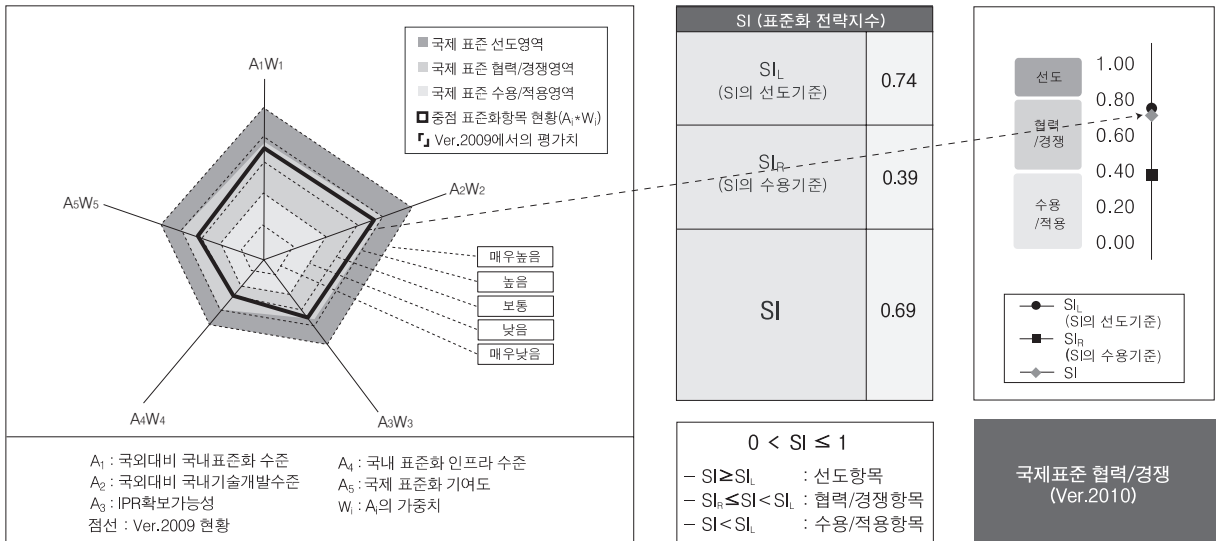 국제 표준 선도영역
국제 표준 협력/경쟁영역
국제 표준 수용/적용영역
중점 표준화항목 현황(Ai*Wi)
Ver.2009에서의 평가치
A1W1
A2W2
A5W5
A4W4
A3W3
매우높음
높음
보통
낮음
매우낮음
A1 : 국외대비 국내표준화 수준
A2 : 국외대비 국내기술개발수준
A3 : IPR확보가능성
점선 : Ver.2009 현황
A4 : 국내 표준화 인프라 수준
A5 : 국제 표준화 기여도
Wi : Ai의 가중치
SI (표준화 전략지수)
SIL
(SI의 선도기준)
0.74
SIR
(SI의 수용기준)
0.39
SI
0.69
0 < SI ≤ 1
– SI≥SIL : 선도항목
– SIR≤SI<SIL : 협력/경쟁항목
– SI<SIL : 수용/적용항목
선도
협력
/경쟁
수용
/적용
1.00
0.80
0.60
0.40
0.20
0.00
SIL
(SI의 선도기준)
SIR
(SI의 수용기준)
SI
국제표준 협력/경쟁
(Ver.2010)